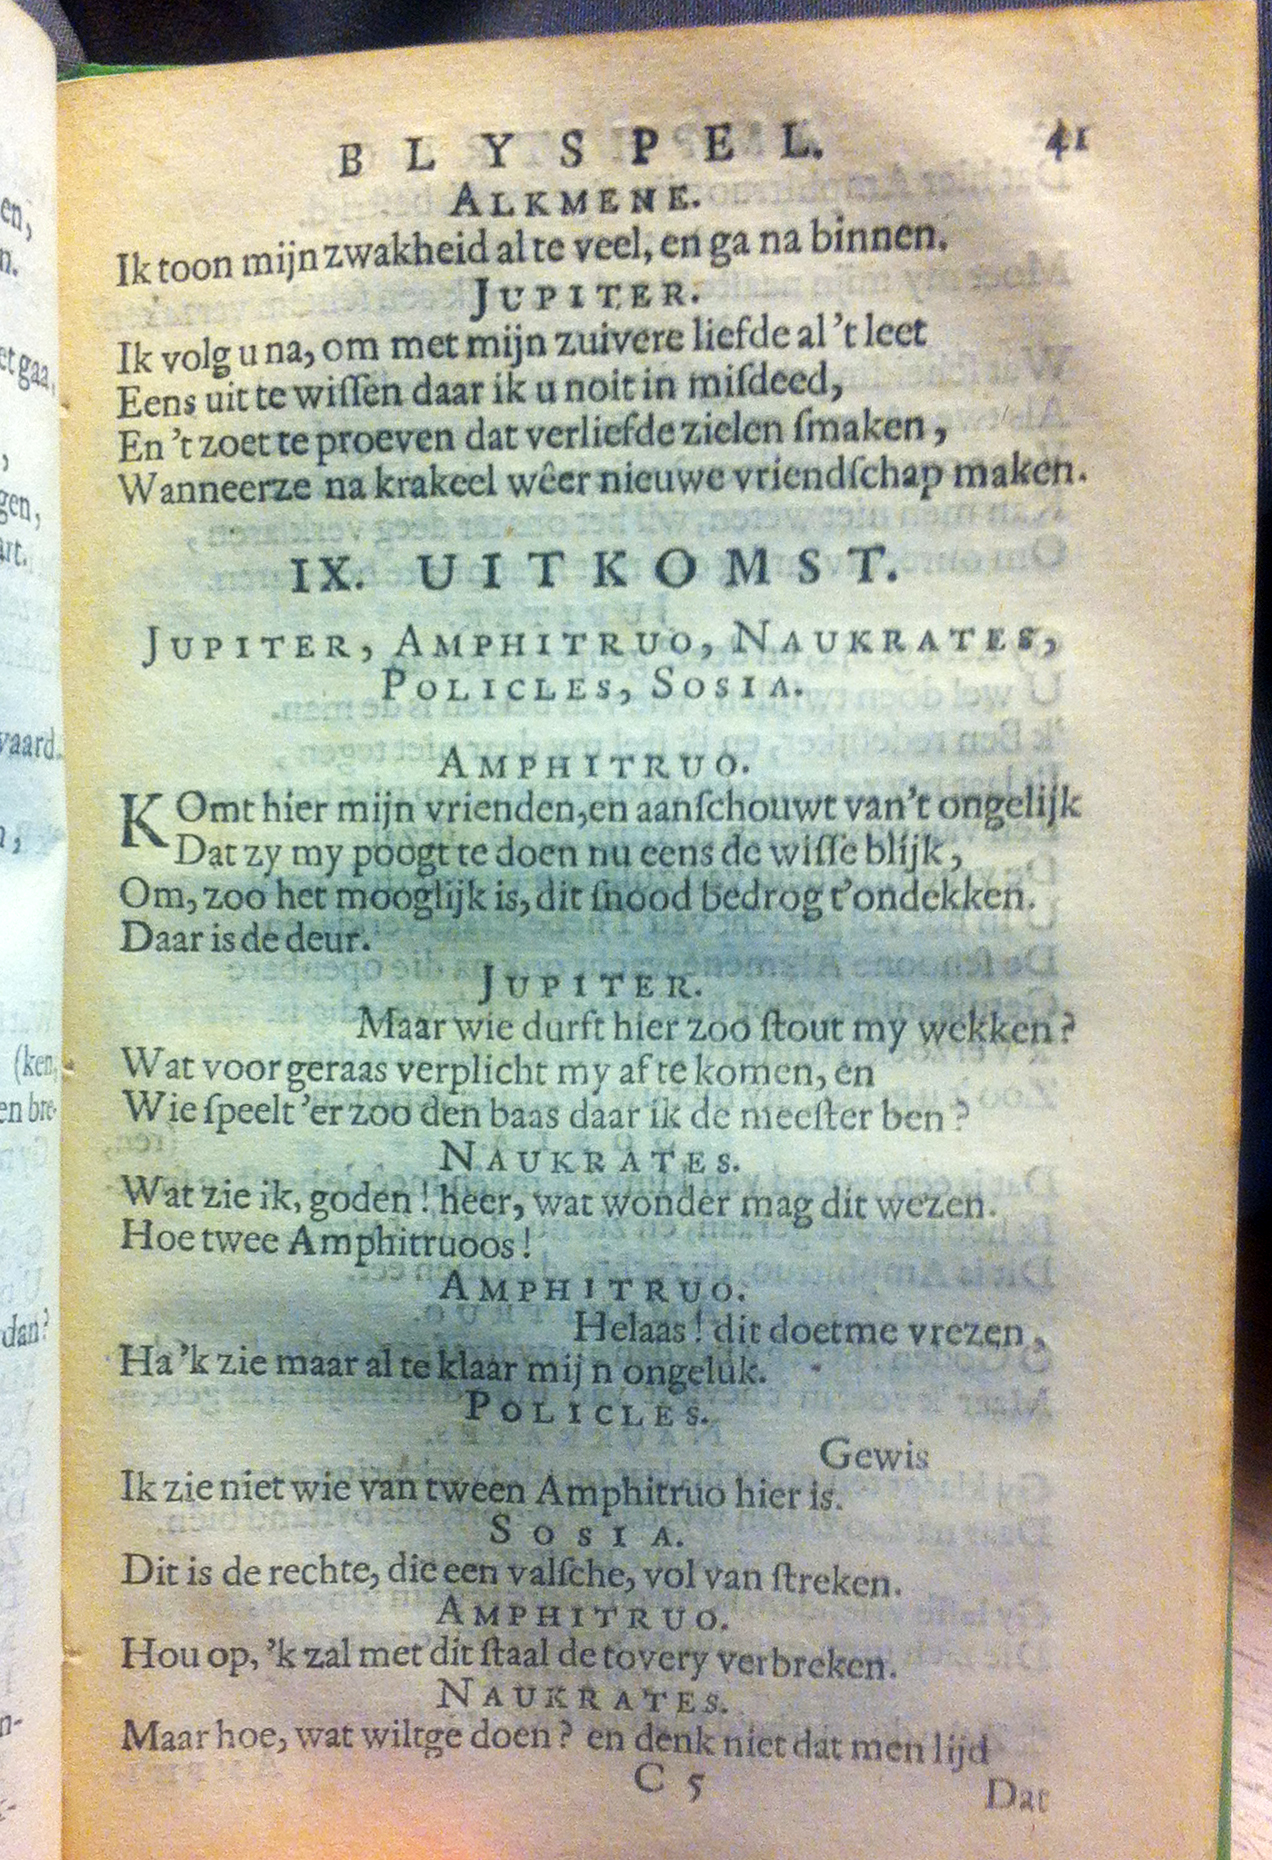 BLYSPEL. 41
ALKMENE.
Ik toon mijn zwakheid al te veel, en ga na binnen.
JUPITER.
Ik volg u na, om met mijn zuivere liefde al 't leet
Eens uit te wiſſen daar ik u noit in miſdeed,
En 't zoet te proeven dat verliefde zielen ſmaken,
Wanneerze na krakeel wêer nieuwe vriendſchap maken.
IX. UITKOMST.
JUPITER, AMPHITRUO, NAUKRATES,
POLICLES, SOSIA.
AMPHITRUO.
KOmt hier mijn vrienden, en aanſchouwt van't ongelijk
Dat zy my poogt te doen nu eens de wiſſe blijk,
Om, zoo het mooglijk is, dit ſnood bedrog t'ondekken.
Daar is de deur.
JUPITER.
Maar wie durft hier zoo ſtout my wekken?
Wat voor geraas verplicht my af te komen, en
Wie ſpeelt 'er zoo den baas daar ik de meeſter ben?
NAUKRATES.
Wat zie ik, goden! heer, wat wonder mag dit wezen.
Hoe twee Amphitruoos!
AMPHITRUO.
Helaas! dit doetme vrezen,
Ha 'k zie maar al te klaar mijn ongeluk.
POLICLES.
Gewis
Ik zie niet wie van tween Amphitruo hier is.
SOSIA.
Dit is de rechte, die een valſche, vol van ſtreken.
AMPHITRUO.
Hou op, 'k zal met dit ſtaal de tovery verbreken.
NAUKRATES.
Maar hoe, wat wiltge doen? en denk niet dat men lijd
C 5
Dat